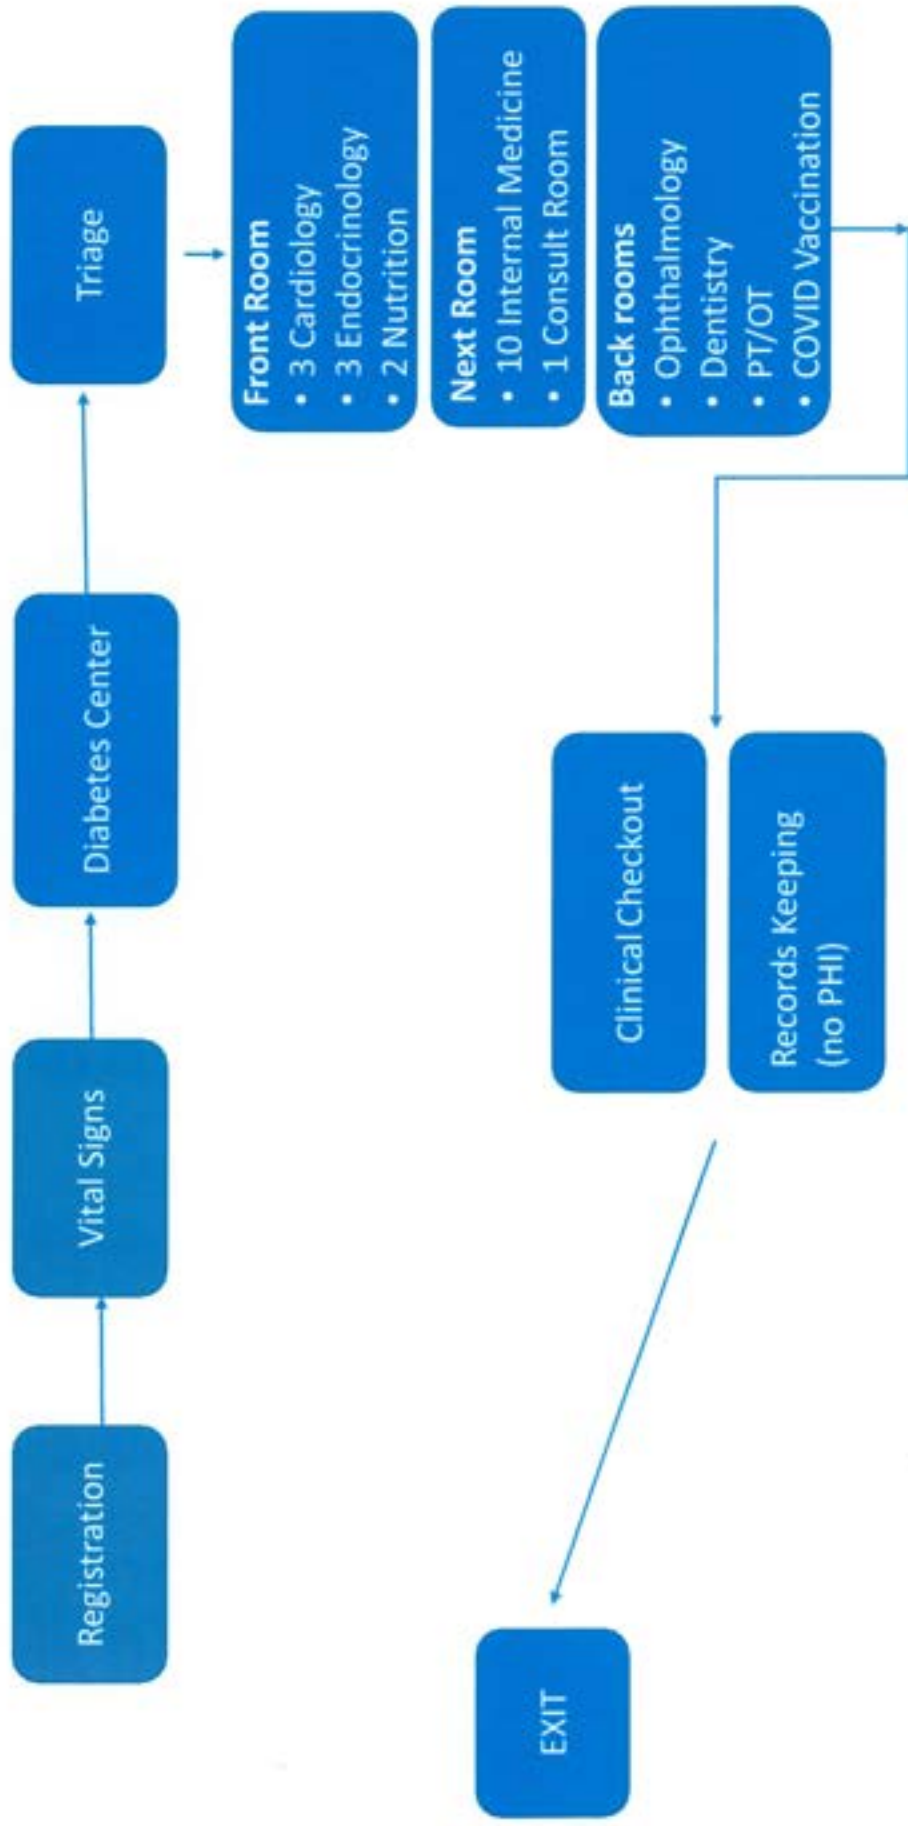 Registration
Vital Signs
Diabetes Center
Triage
Front Room
• 3 Cardiology
• 3 Endocrinology
• 2 Nutrition
Next Room
• 10 Internal Medicine
• 1 Consult Room
Back rooms
• Ophthalmology
• Dentistry
• PT/OT
• COVID Vaccination
Clinical Checkout
Records Keeping
(no PHI)
EXIT